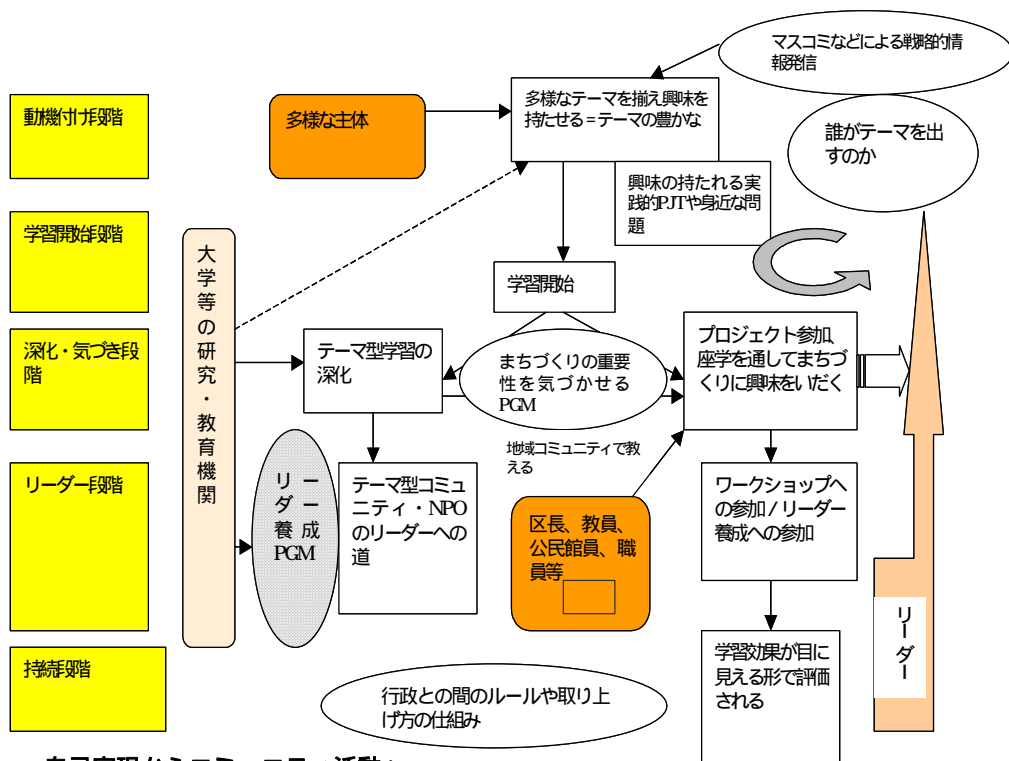 マスコミなどによる戦略的情
報発信
動機付け段階
多様な主体
多様なテーマを揃え興味を
持たせる=テーマの豊かな
誰がテーマを出
すのか
興味の持たれる実
践的PJTや身近な問
題
学習開始段階
大学等の研究・教育機関
学習開始
深化・気づき段
階
テーマ型学習の
深化
まちづくりの重要
性を気づかせる
PGM
プロジェクト参加、
座学を通してまちづ
くりに興味をいだく
地域コミュニティで教
える
リーダー段階
リー
ダー
養成
PGM
テーマ型コミュ
ニティ・NPO
のリーダーへの
道
区長、教員、
公民館員、職
員等
ワークショップへ
の参加/リーダー
養成への参加
リーダー
持続段階
学習効果が目に
見える形で評価
される
行政との間のルールや取り上
げ方の仕組み